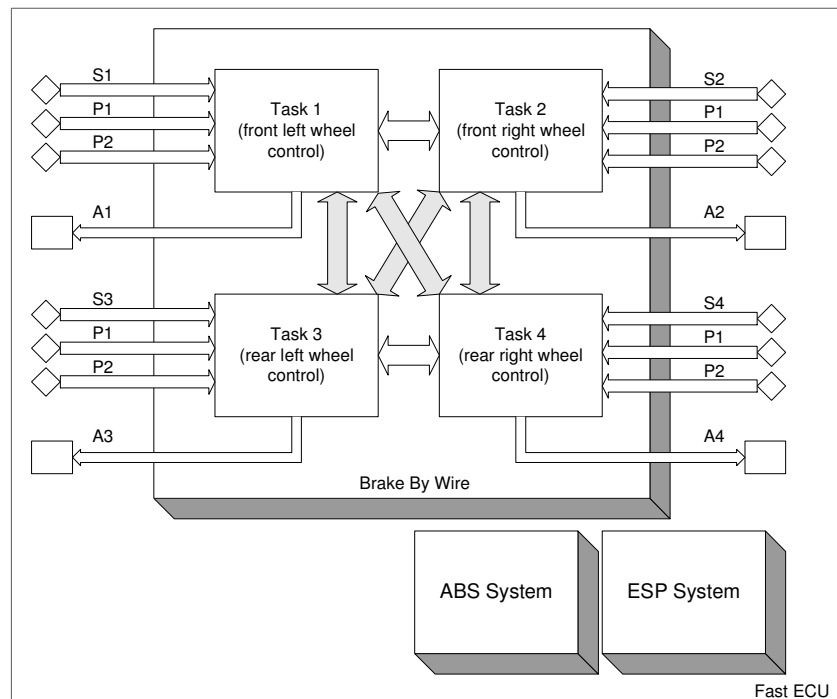 S1
P1
P2
Task 1
(front left wheel
control)
Task 2
(front right wheel
control)
S2
P1
P2
A1
A2
S3
P1
P2
Task 3
(rear left wheel
control)
Task 4
(rear right wheel
control)
S4
P1
P2
A3
A4
Brake By Wire
ABS System
ESP System
Fast ECU